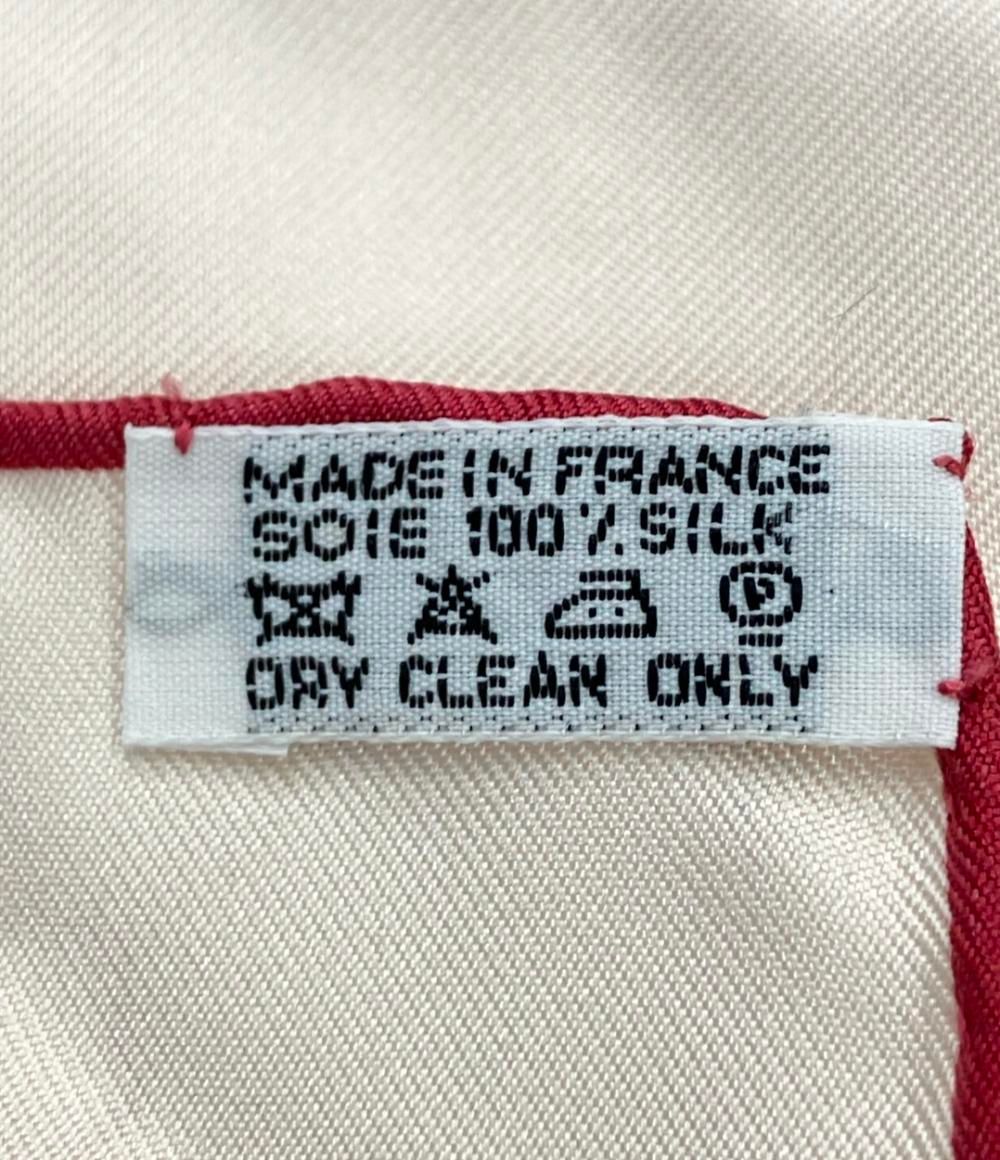 MADE IN FRANCE
SOIE 100% SILK
P
DRY CLEAN ONLY